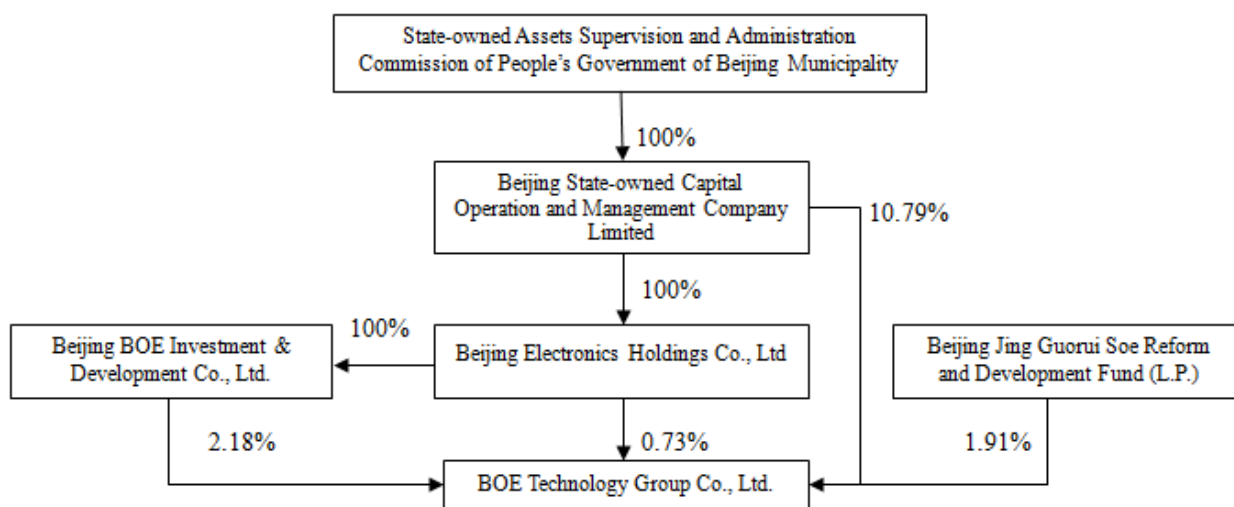 State-owned Assets Supervision and Administration
Commission of People's Government of Beijing Municipality
100%
Beijing State-owned Capital
Operation and Management Company
Limited
10.79%
100%
100%
Beijing BOE Investment &
Development Co., Ltd.
Beijing Electronics Holdings Co., Ltd
Beijing Jing Guorui Soe Reform
and Development Fund (L.P.)
2.18%
0.73%
1.91%
BOE Technology Group Co., Ltd.